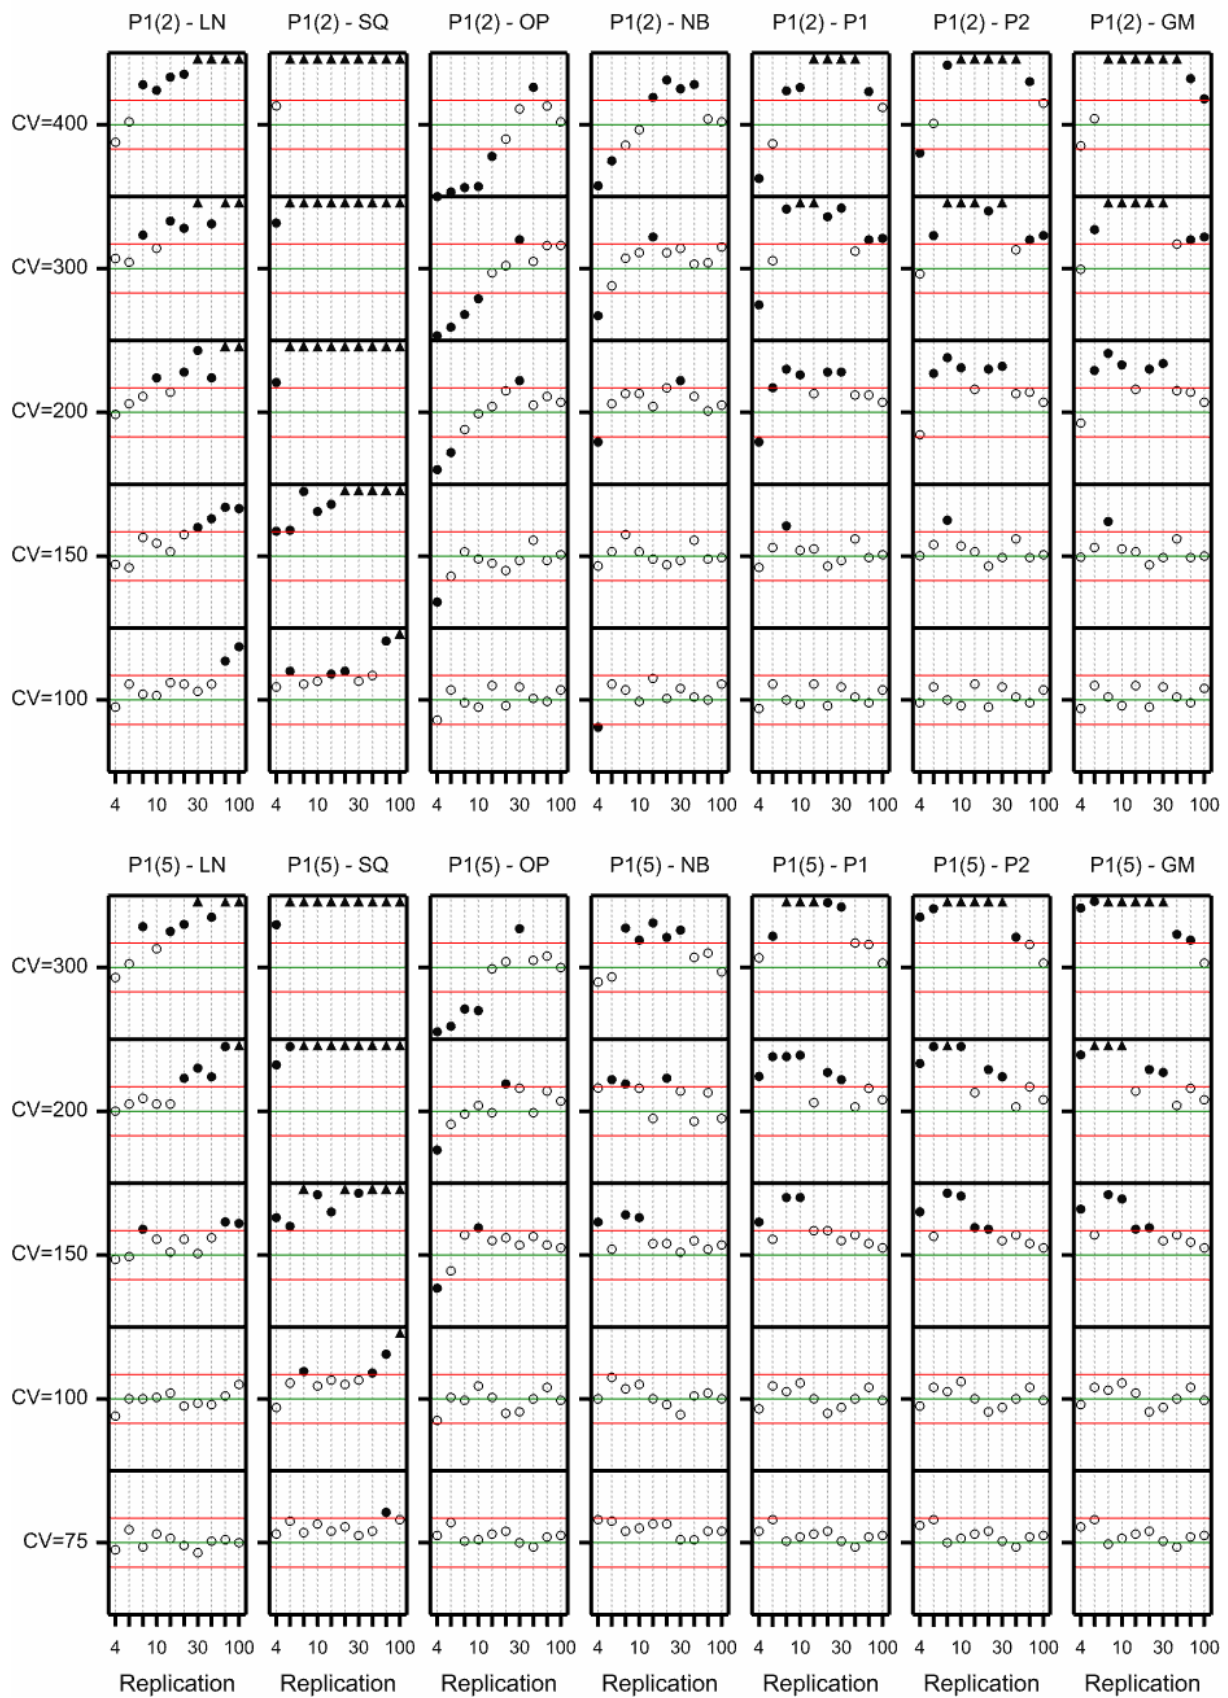 P1(2) - LN P1(2) - SQ P1(2) - OP P1(2) - NB P1(2) - P1 P1(2) - P2 P1(2) - GM
CV=400
CV=300
CV=200
CV=150
CV=100
4 10 30 100 4 10 30 100 4 10 30 100 4 10 30 100 4 10 30 100 4 10 30 100 4 10 30 100
P1(5) - LN P1(5) - SQ P1(5) - OP P1(5) - NB P1(5) - P1 P1(5) - P2 P1(5) - GM
CV=300
CV=200
CV=150
CV=100
CV=75
4 10 30 100 4 10 30 100 4 10 30 100 4 10 30 100 4 10 30 100 4 10 30 100 4 10 30 100
Replication Replication Replication Replication Replication Replication Replication